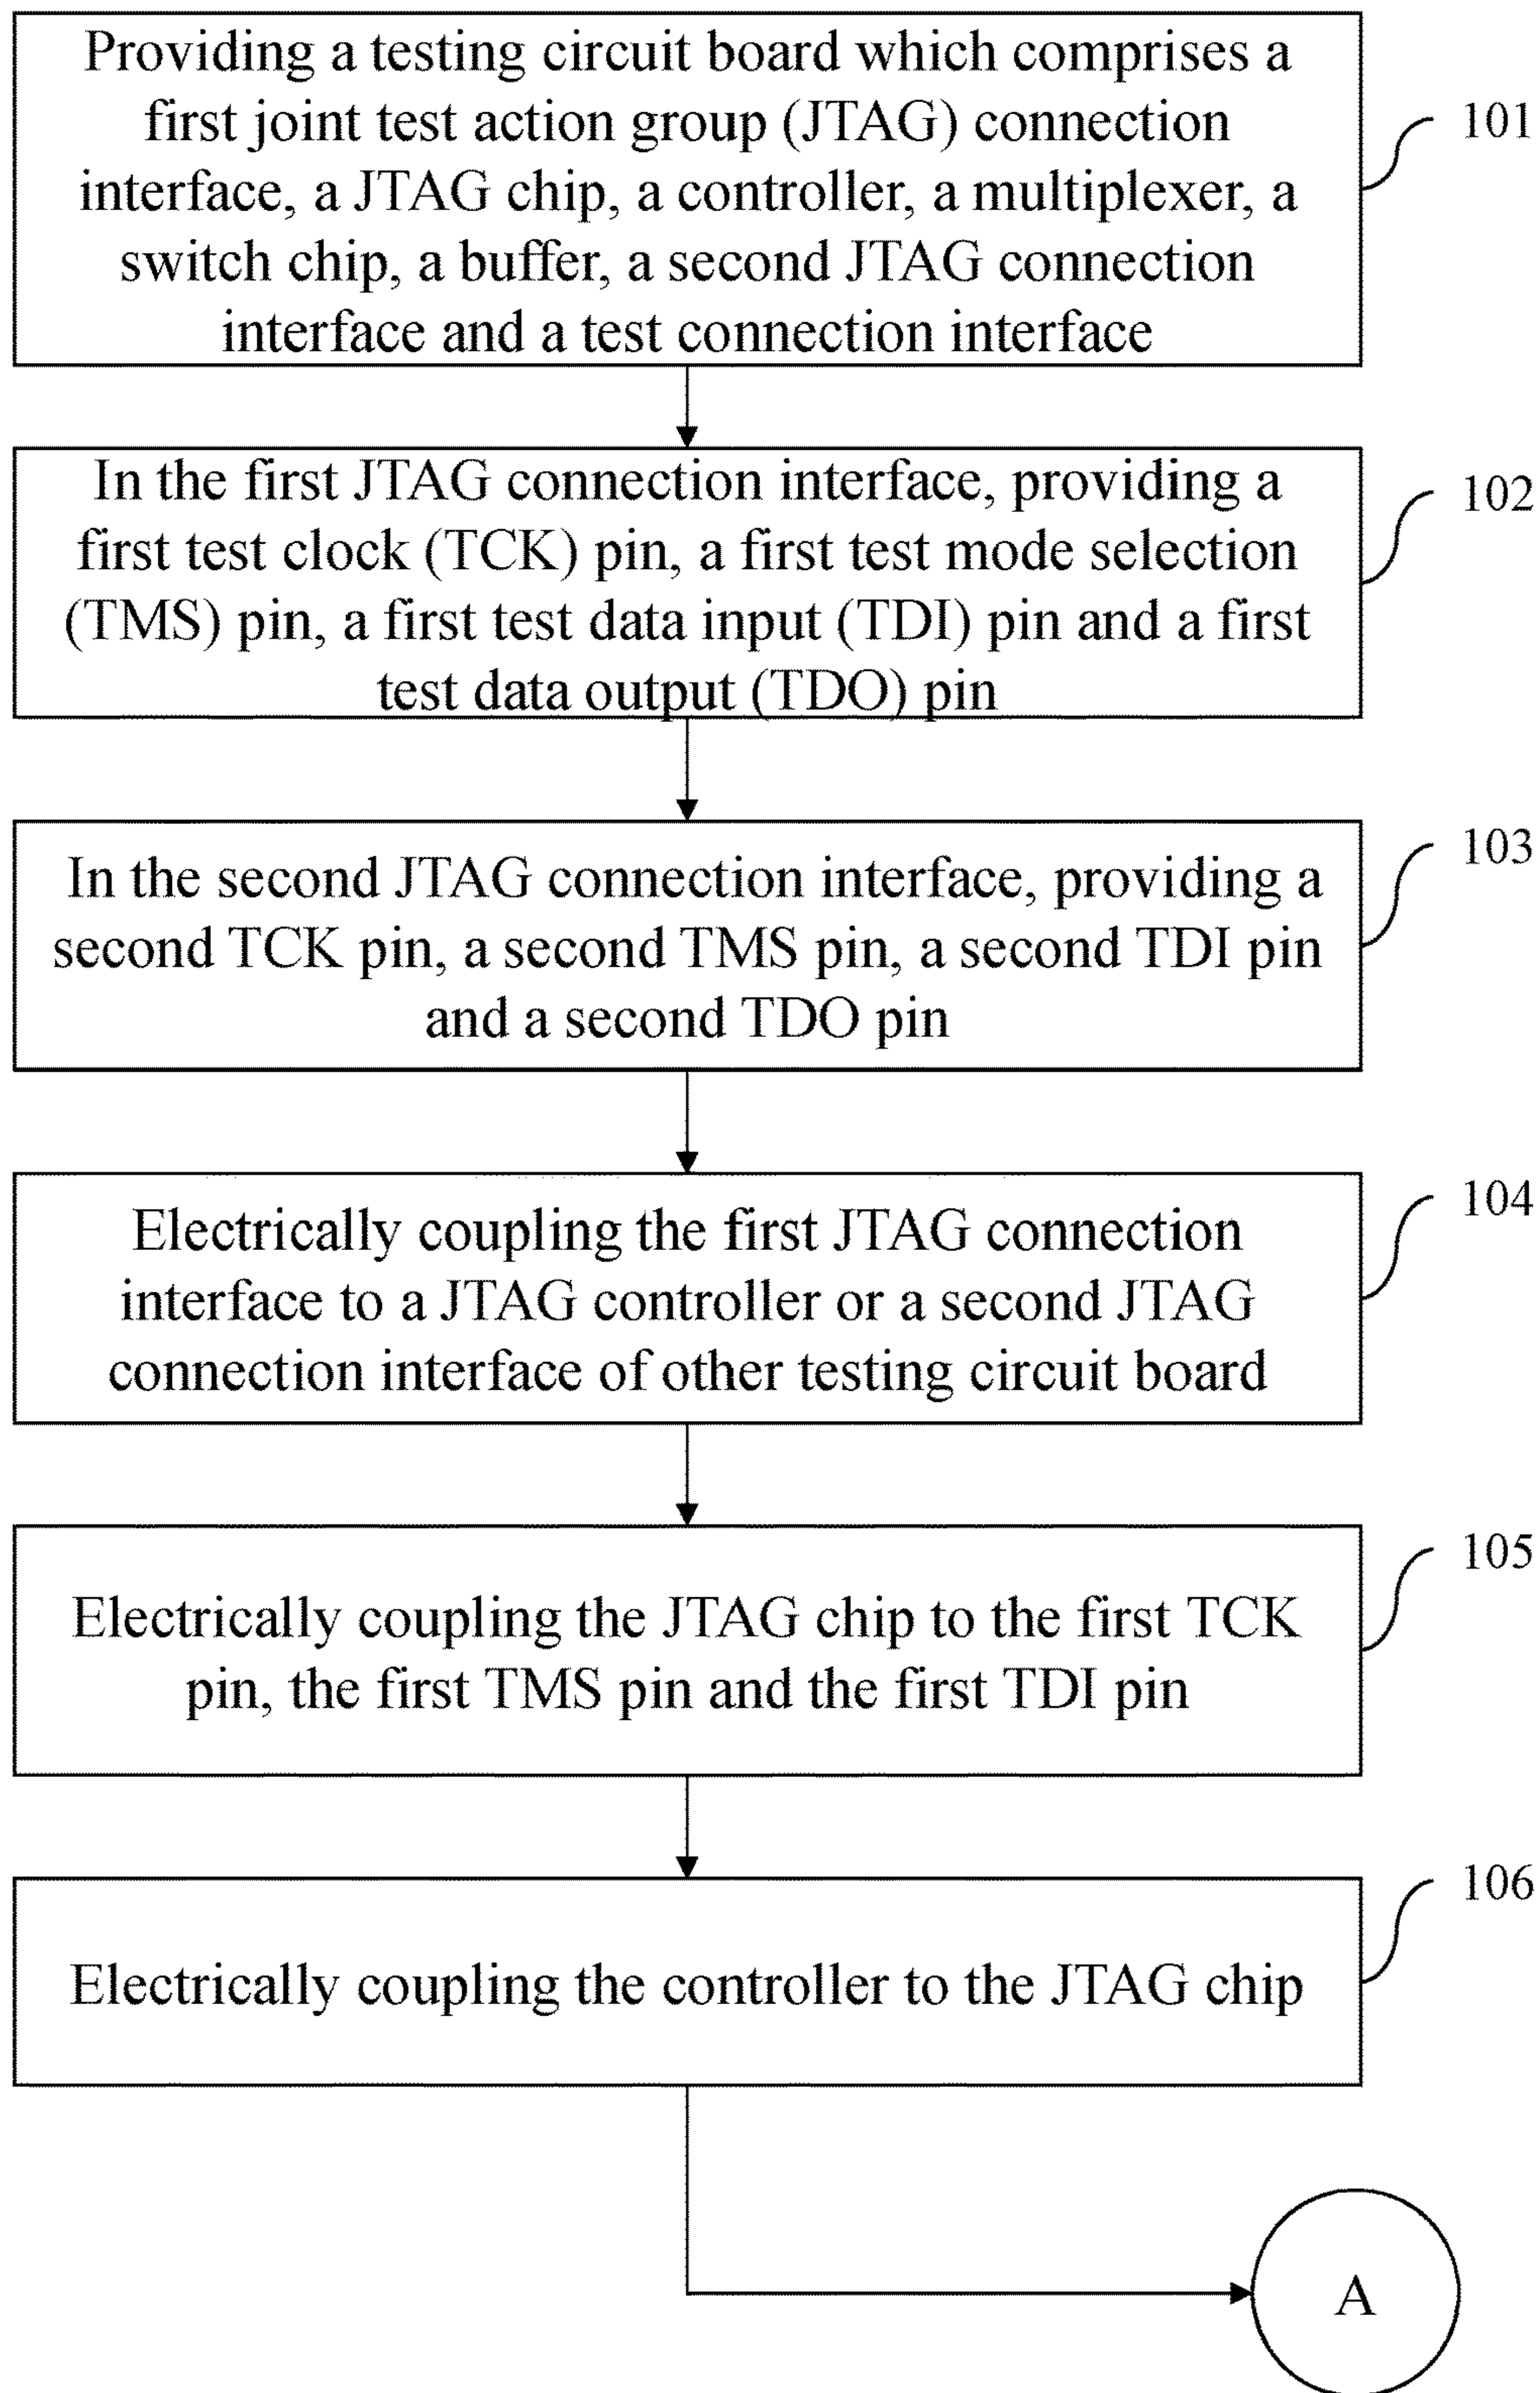 Providing a testing circuit board which comprises a
first joint test action group (JTAG) connection
interface, a JTAG chip, a controller, a multiplexer, a
switch chip, a buffer, a second JTAG connection
interface and a test connection interface
101
In the first JTAG connection interface, providing a
first test clock (TCK) pin, a first test mode selection
(TMS) pin, a first test data input (TDI) pin and a first
test data output (TDO) pin
102
In the second JTAG connection interface, providing a
second TCK pin, a second TMS pin, a second TDI pin
and a second TDO pin
103
Electrically coupling the first JTAG connection
interface to a JTAG controller or a second JTAG
connection interface of other testing circuit board
104
Electrically coupling the JTAG chip to the first TCK
pin, the first TMS pin and the first TDI pin
105
Electrically coupling the controller to the JTAG chip
106
A